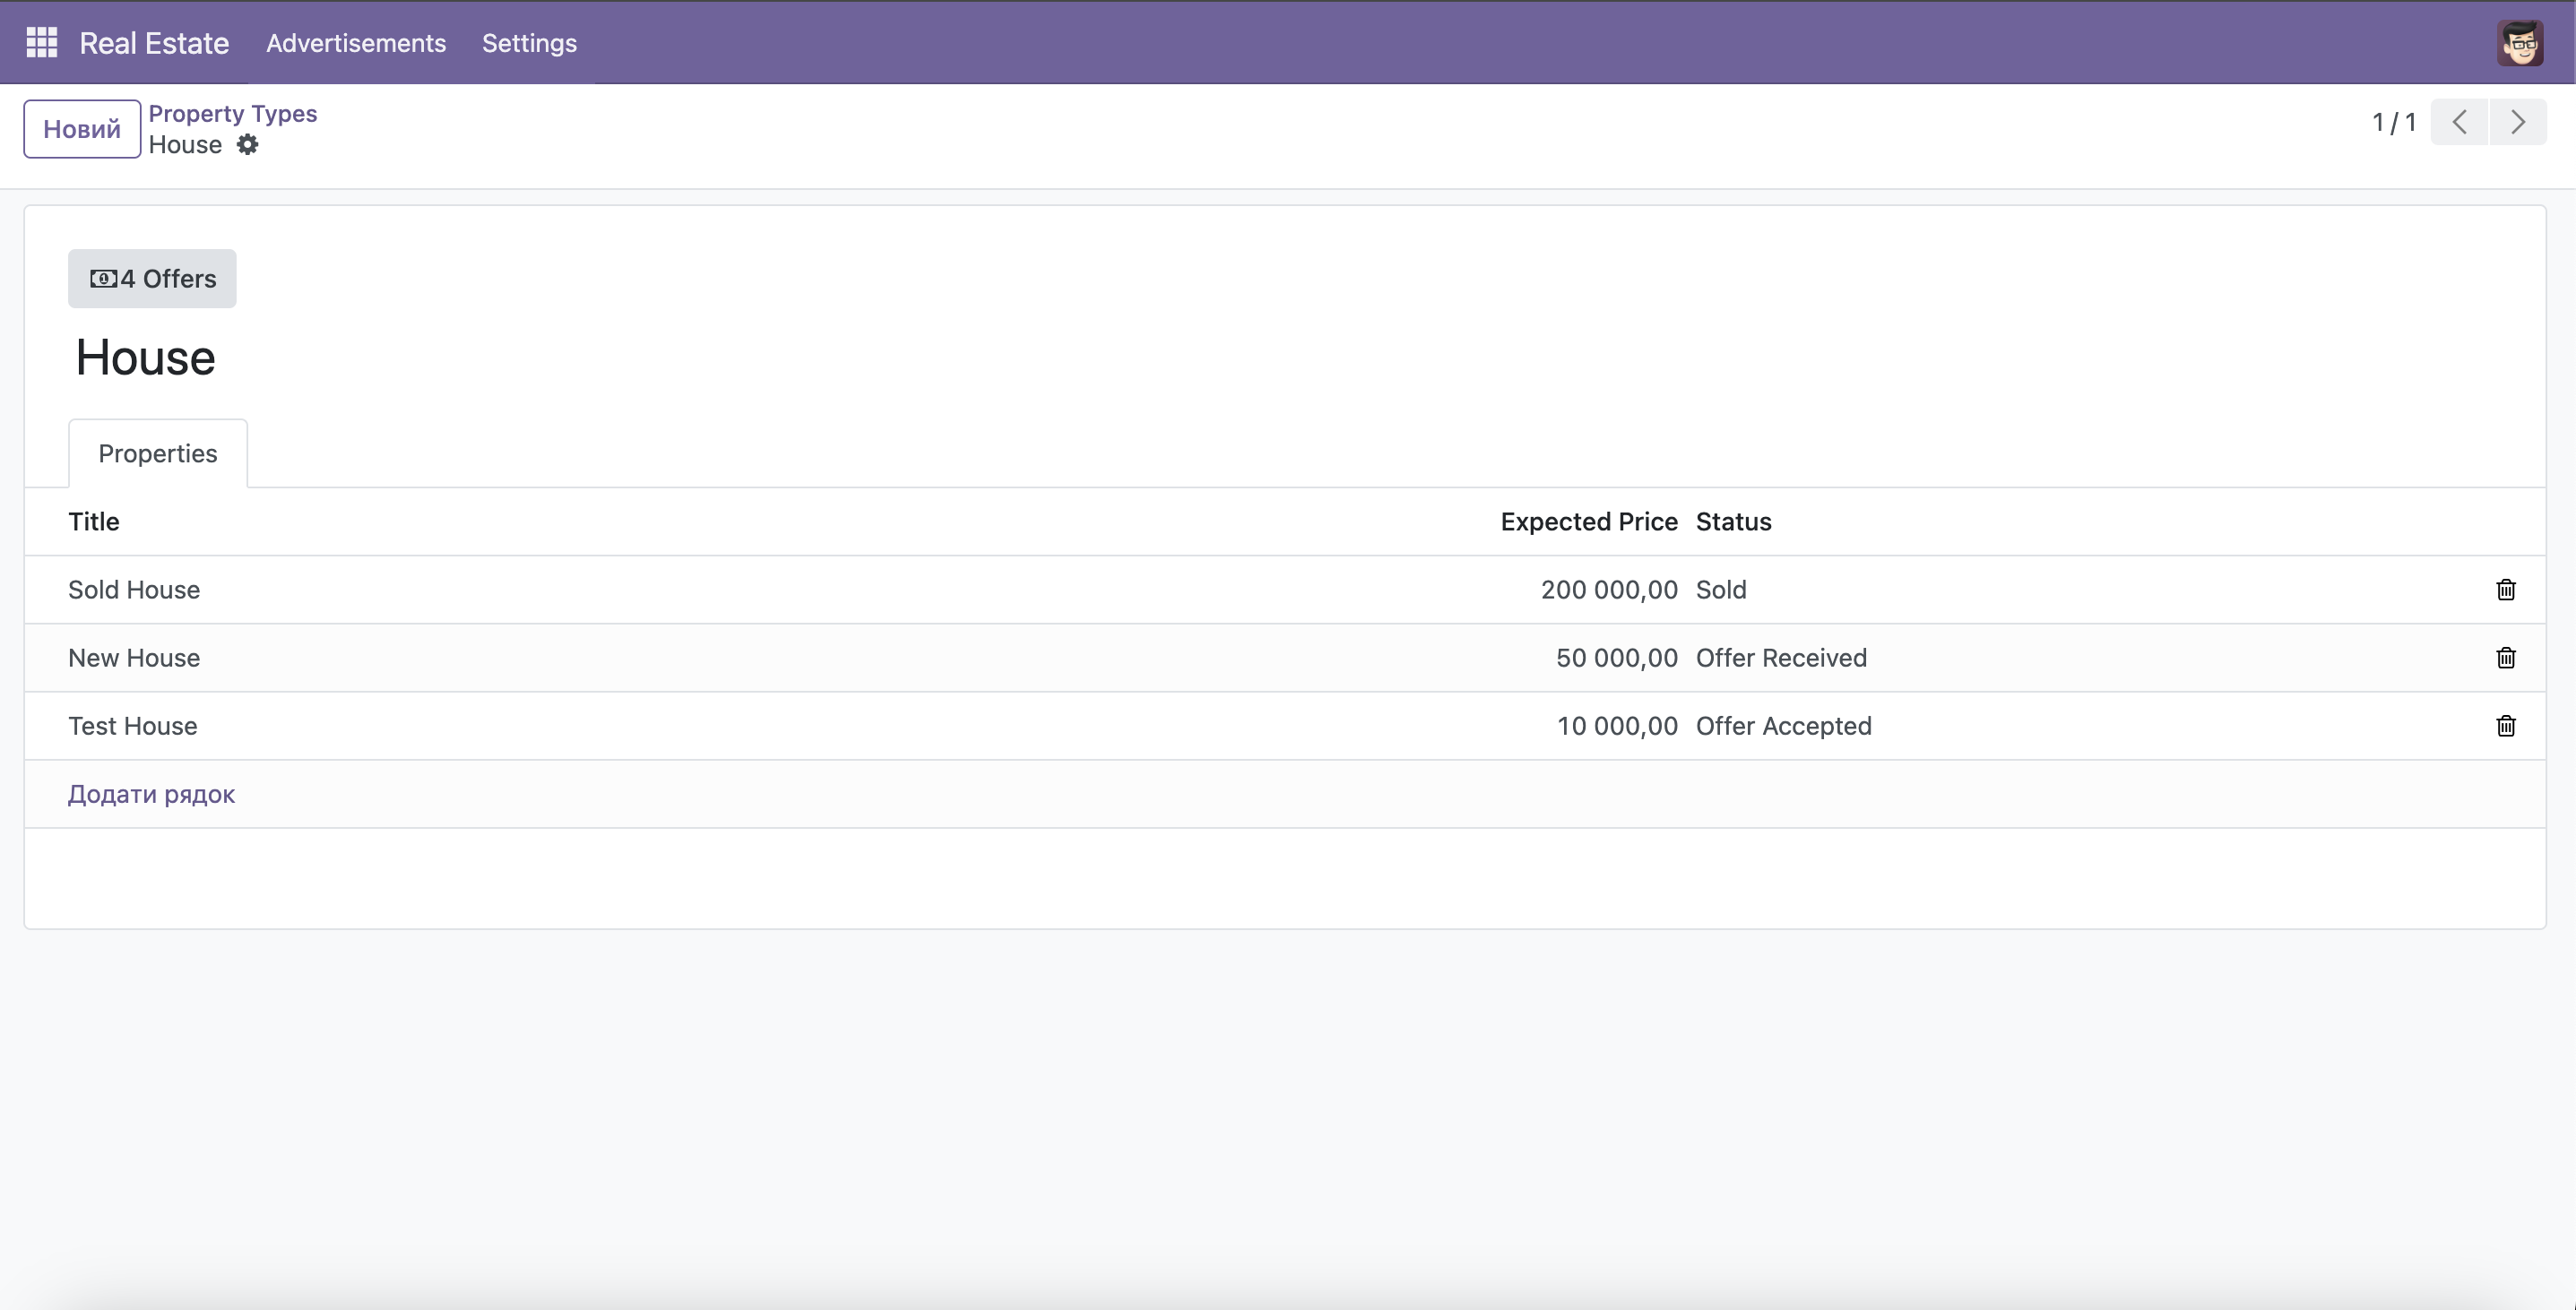 Real Estate Advertisements Settings
Новий
Property Types
House
1 / 1
4 Offers
House
Properties
Title Expected Price Status
Sold House 200 000,00 Sold
New House 50 000,00 Offer Received
Test House 10 000,00 Offer Accepted
Додати рядок